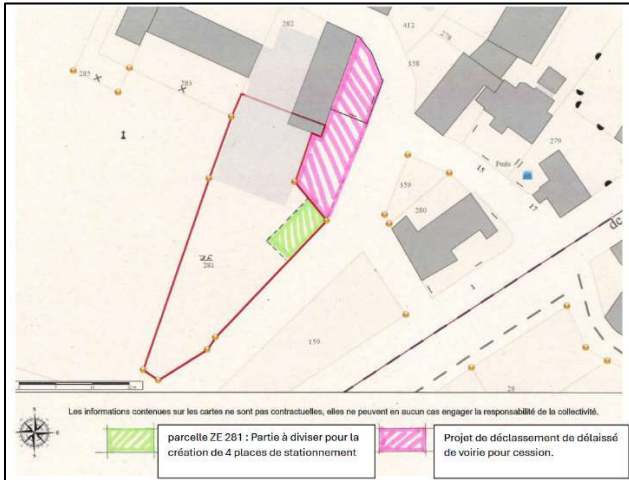 282
412
338
278
285
283
279
1
Puits
15
17
359
280
de
ZE
281
159
28
Les informations contenues sur les cartes ne sont pas contractuelles, elles ne peuvent en aucun cas engager la responsabilité de la collectivité.
parcelle ZE 281 : Partie à diviser pour la
création de 4 places de stationnement
Projet de déclassement de délaissé
de voirie pour cession.